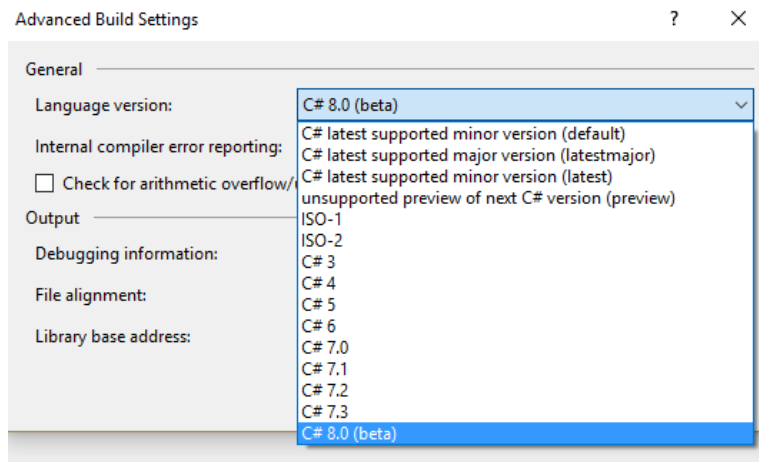 Advanced Build Settings ?
General
Language version: C# 8.0 (beta)
C# latest supported minor version (default)
Internal compiler error reporting: C# latest supported major version (latestmajor)
C# latest supported minor version (latest)
Check for arithmetic overflow/ unsupported preview of next C# version (preview)
Output ISO-1
ISO-2
Debugging information: C# 3
C# 4
File alignment: C# 5
C# 6
Library base address: C# 7.0
C# 7.1
C# 7.2
C# 7.3
C# 8.0 (beta)